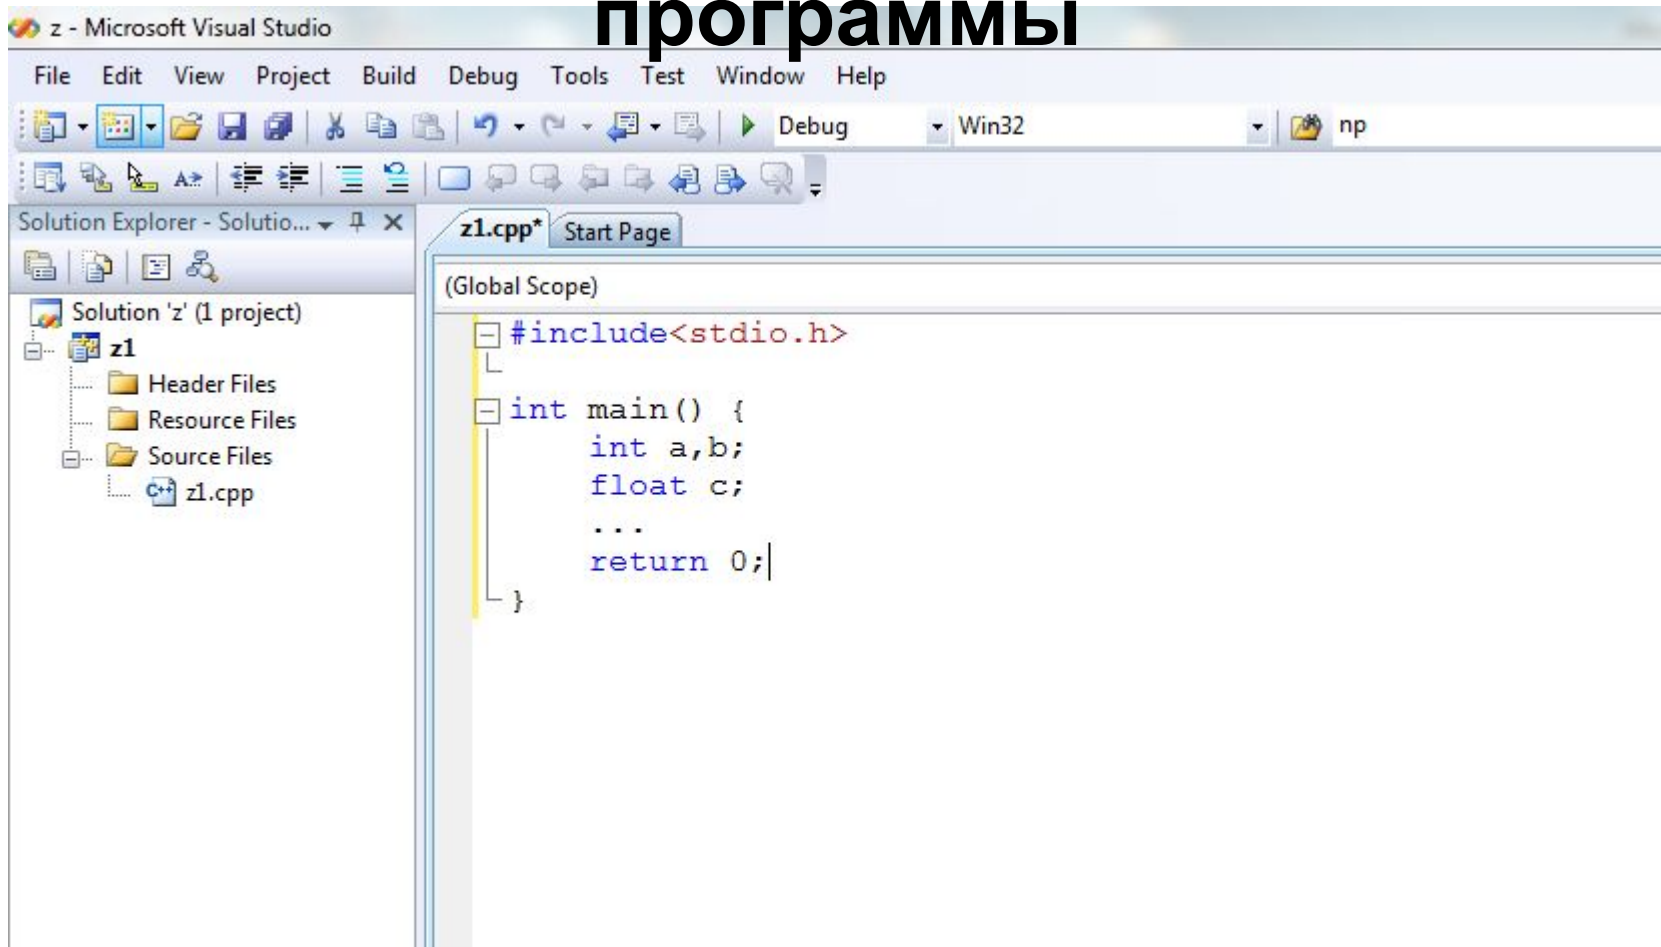 программы
z - Microsoft Visual Studio
File Edit View Project Build Debug Tools Test Window Help
Debug Win32 np
Solution Explorer - Solutio...
z1.cpp* Start Page
(Global Scope)
Solution 'z' (1 project)
z1
Header Files
Resource Files
Source Files
z1.cpp
#include<stdio.h>
int main() {
int a,b;
float c;
...
return 0;
}